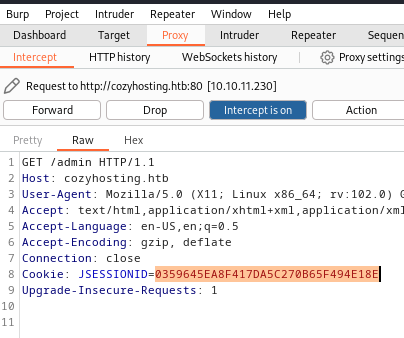 Burp Project Intruder Repeater Window Help
Dashboard Target Proxy Intruder Repeater Sequen
Intercept HTTP history WebSockets history Proxy settings
Request to http://cozyhosting.htb:80 [10.10.11.230]
Forward Drop Intercept is on Action
Pretty Raw Hex
1 GET /admin HTTP/1.1
2 Host: cozyhosting.htb
3 User-Agent: Mozilla/5.0 (X11; Linux x86_64; rv:102.0) G
4 Accept: text/html,application/xhtml+xml,application/xml
5 Accept-Language: en-US,en;q=0.5
6 Accept-Encoding: gzip, deflate
7 Connection: close
8 Cookie: JSESSIONID=0359645EA8F417DA5C270B65F494E18E
9 Upgrade-Insecure-Requests: 1
10
11